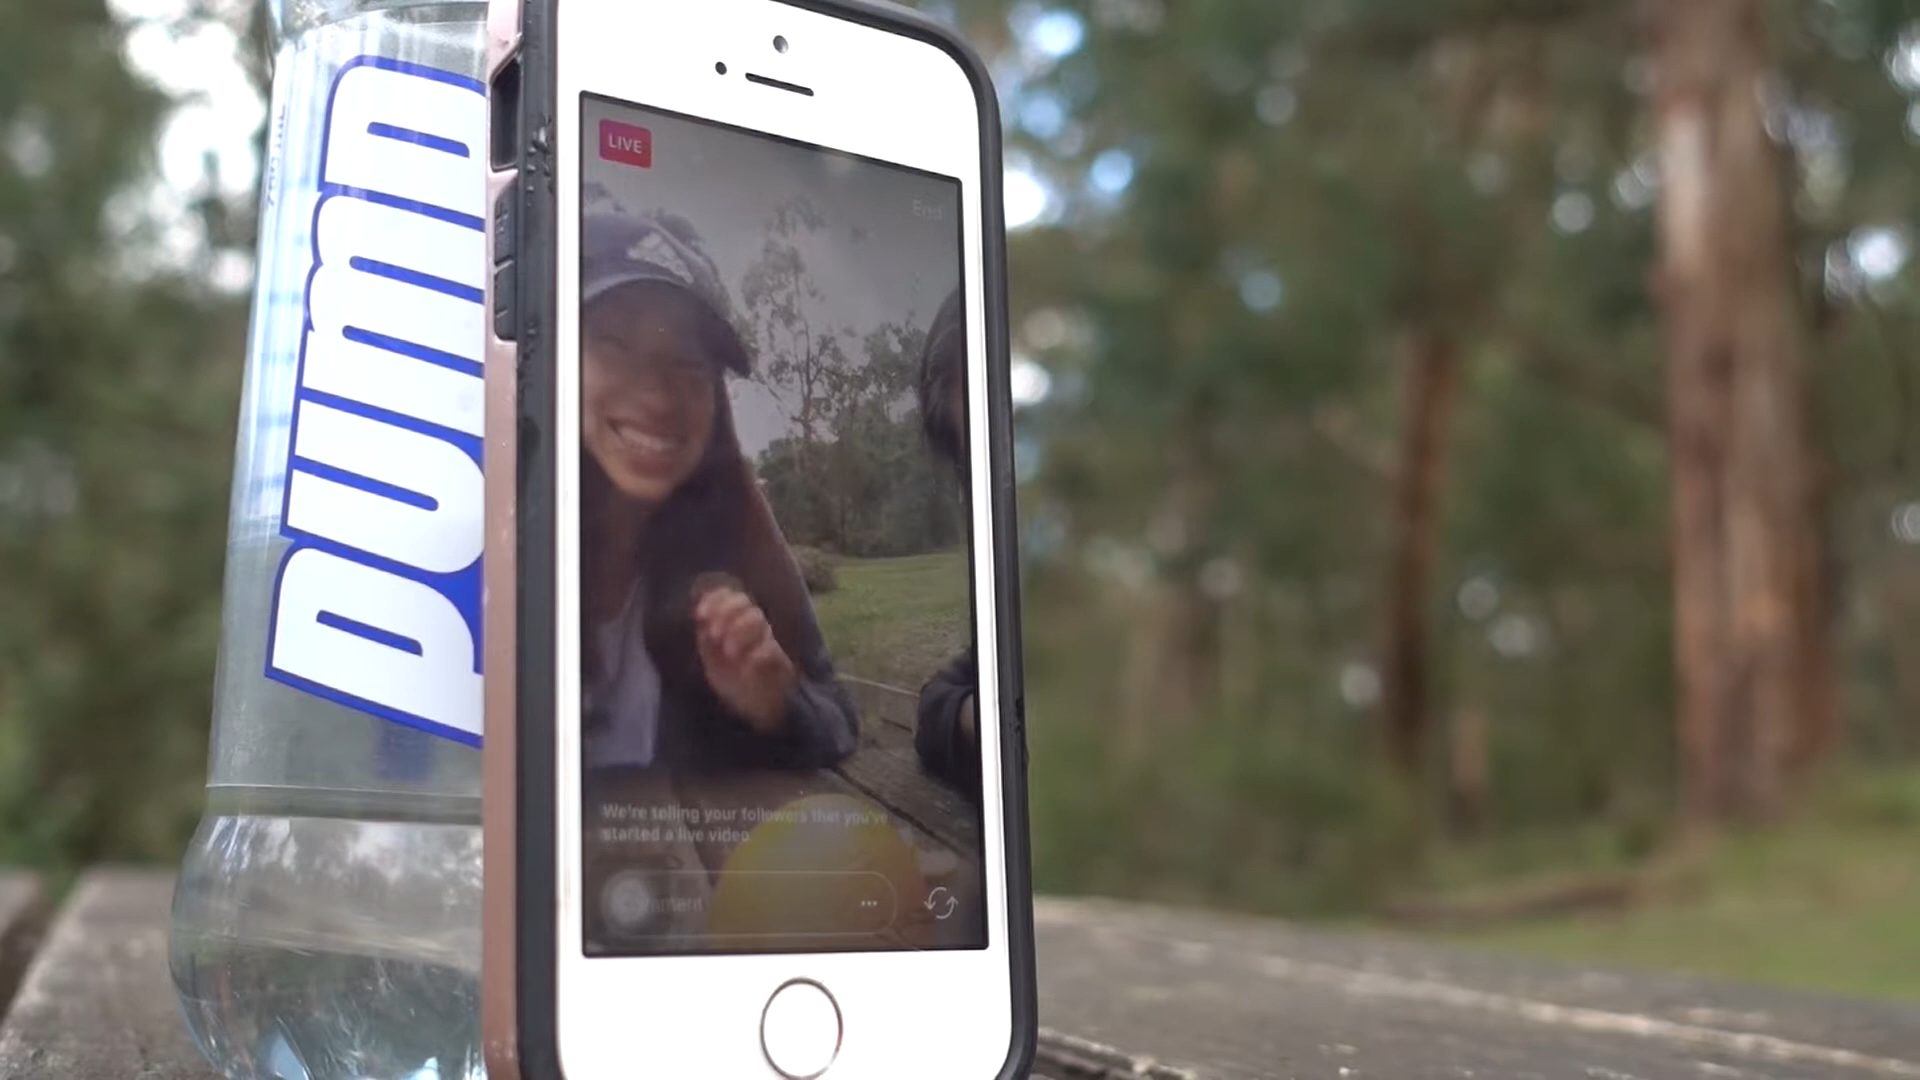 PUMP
LIVE
End
We're telling your followers that you've
started a live video
Comment